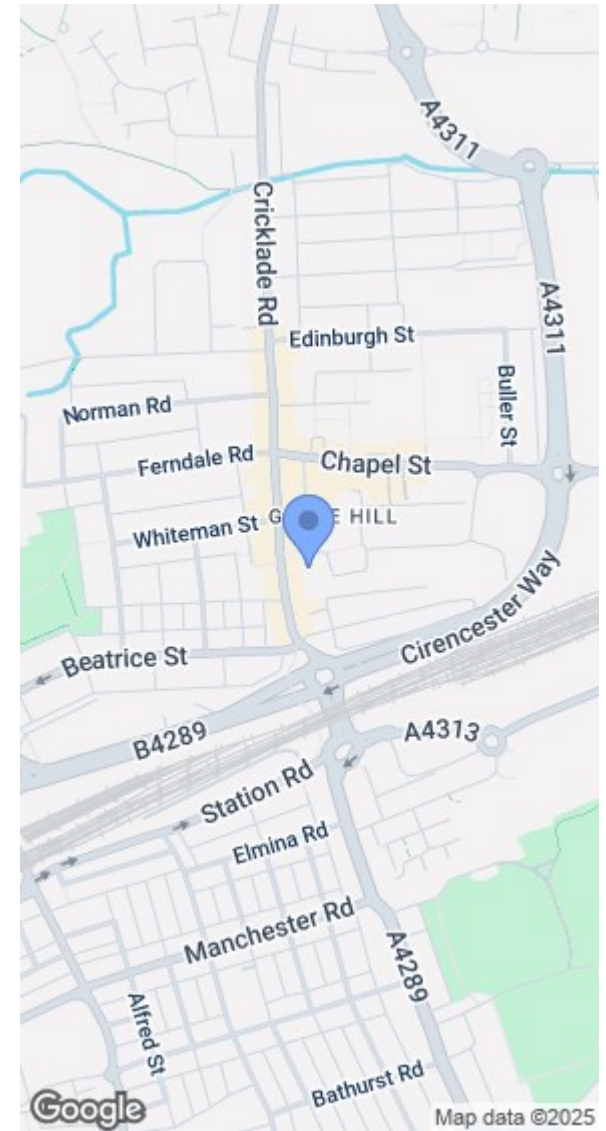 A4311
Cricklade Rd
A4311
Edinburgh St
Buller St
Norman Rd
Ferndale Rd
Chapel St
Whiteman St
G E HILL
Cirencester Way
Beatrice St
B4289
A4313
Station Rd
Elmina Rd
Manchester Rd
A4289
Alfred St
Bathurst Rd
Google
Map data ©2025